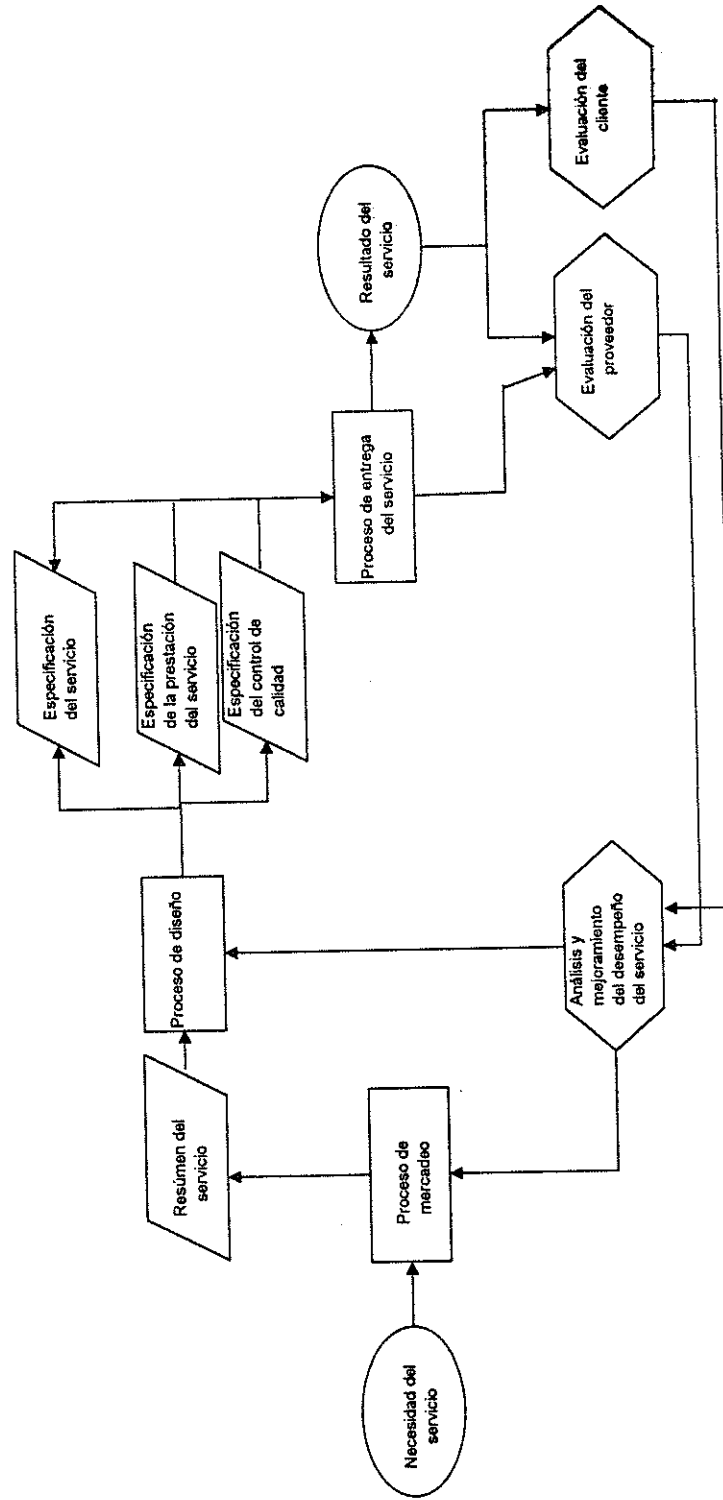 Necesidad del
servicio
Proceso de
mercadeo
Resúmen del
servicio
Proceso de diseño
Análisis y
mejoramiento
del desempeño
del servicio
Especificación
del servicio
Especificación
de la prestación
del servicio
Especificación
del control de
calidad
Proceso de entrega
del servicio
Resultado del
servicio
Evaluación del
proveedor
Evaluación del
cliente